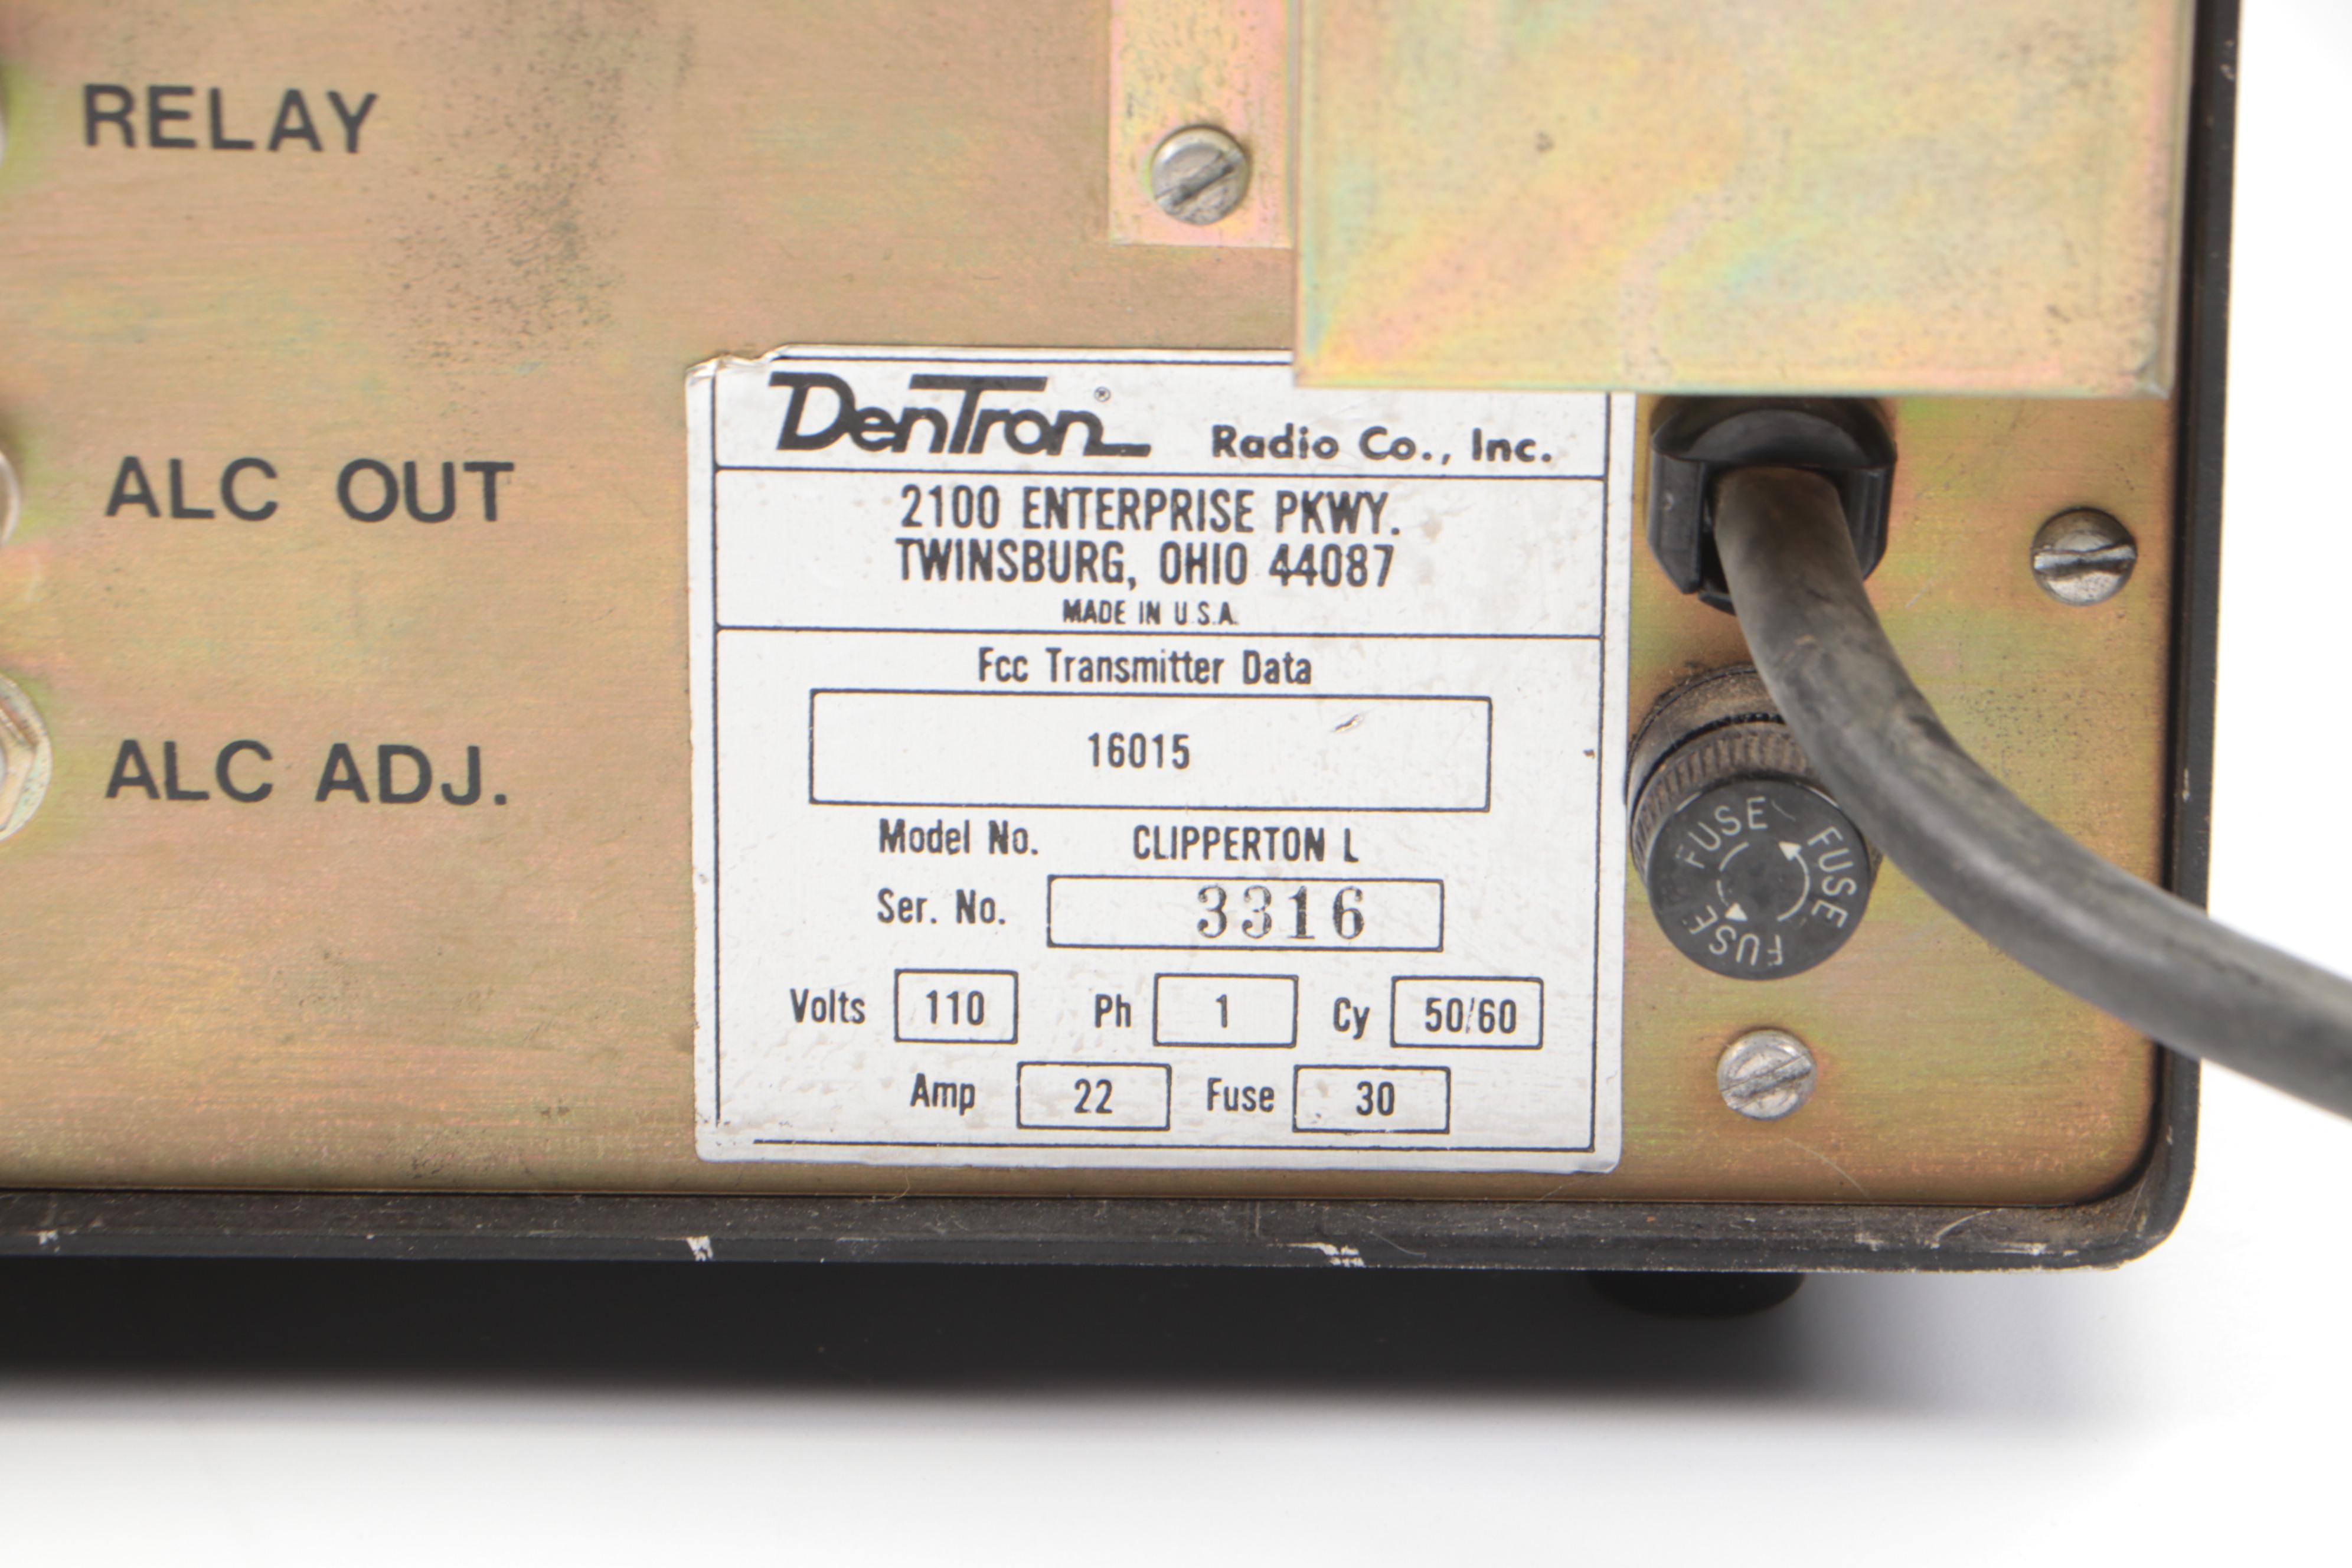 RELAY
ALC OUT
ALC ADJ.
DenTron® Radio Co., Inc.
2100 ENTERPRISE PKWY.
TWINSBURG, OHIO 44087
MADE IN U.S.A.
Fcc Transmitter Data
16015
Model No. CLIPPERTON L
Ser. No. 3316
Volts 110 Ph 1 Cy 50/60
Amp 22 Fuse 30
FUSE FUSE FUSE